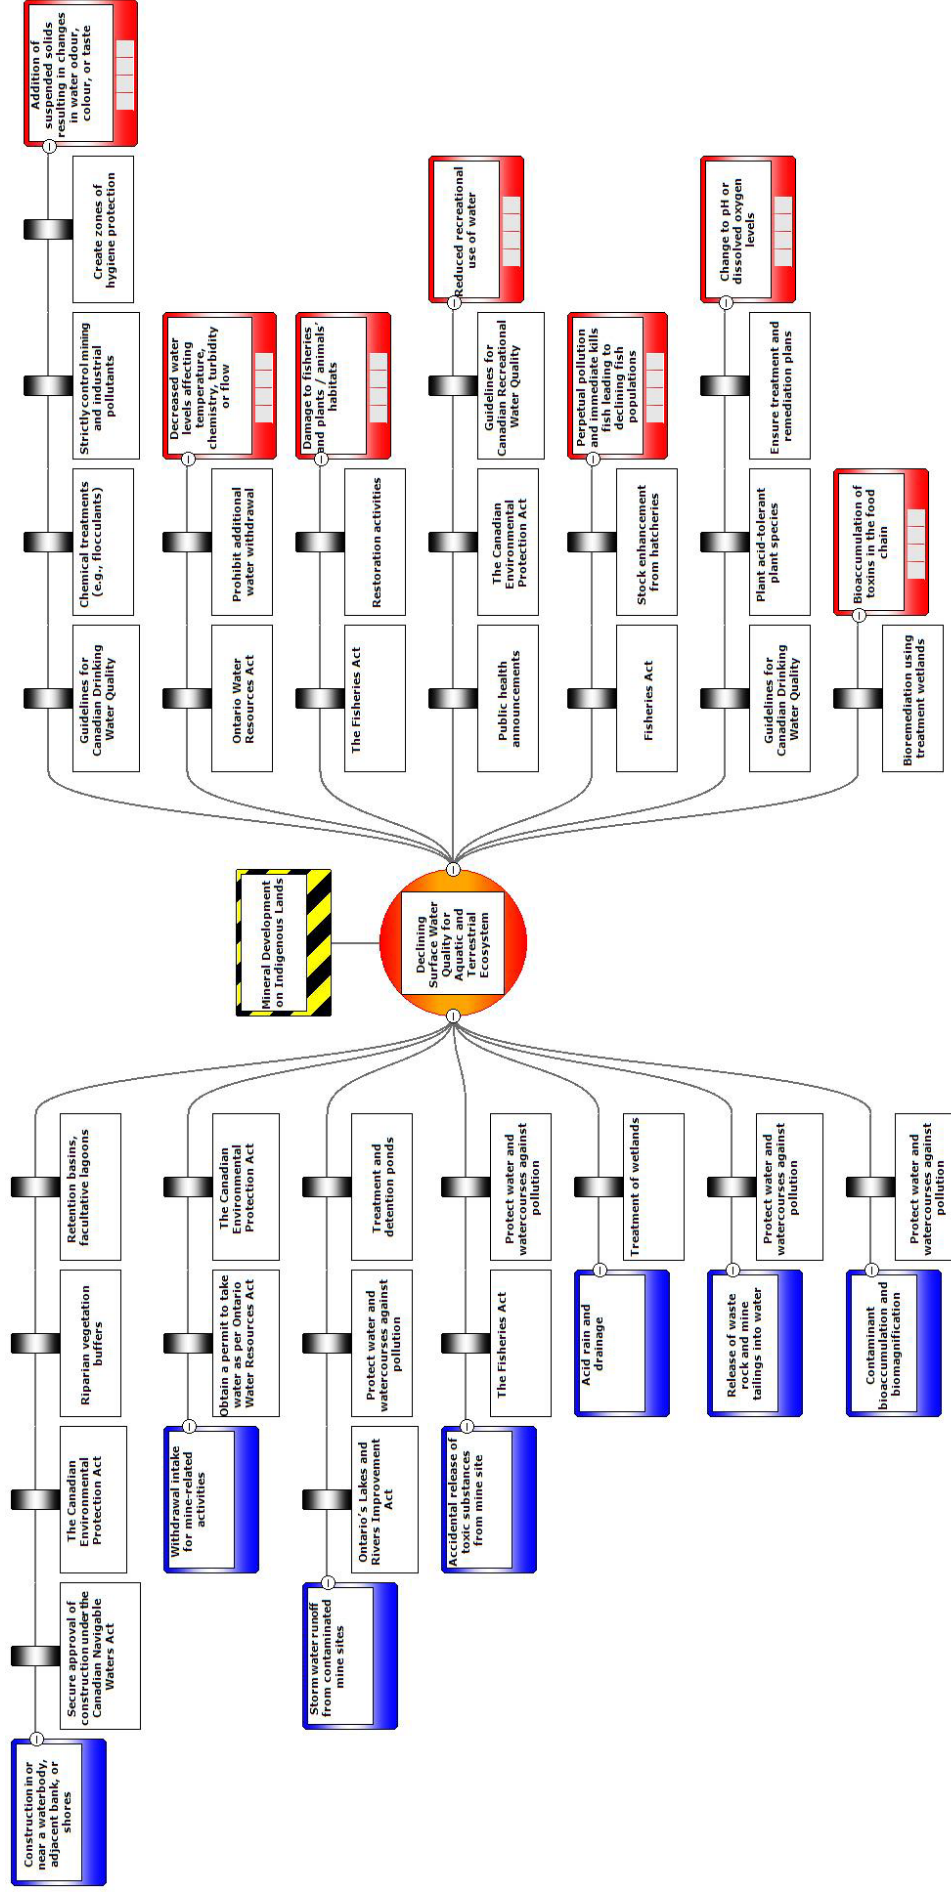 Construction in or
near a waterbody,
adjacent bank, or
shores
Secure approval of
construction under the
Canadian Navigable
Waters Act
The Canadian
Environmental
Protection Act
Riparian vegetation
buffers
Retention basins,
facultative lagoons
Withdrawal intake
for mine-related
activities
Obtain a permit to take
water as per Ontario
Water Resources Act
The Canadian
Environmental
Protection Act
Storm water runoff
from contaminated
mine sites
Ontario's Lakes and
Rivers Improvement
Act
Protect water and
watercourses against
pollution
Treatment and
detention ponds
Accidental release of
toxic substances
from mine site
The Fisheries Act
Protect water and
watercourses against
pollution
Acid rain and
drainage
Treatment of wetlands
Release of waste
rock and mine
tailings into water
Protect water and
watercourses against
pollution
Contaminant
bioaccumulation and
biomagnification
Protect water and
watercourses against
pollution
Mineral Development
on Indigenous Lands
Declining
Surface Water
Quality for
Aquatic and
Terrestrial
Ecosystem
Guidelines for
Canadian Drinking
Water Quality
Chemical treatments
(e.g., flocculants)
Strictly control mining
and industrial
pollutants
Create zones of
hygiene protection
Addition of
suspended solids
resulting in changes
in water odour,
colour, or taste
Ontario Water
Resources Act
Prohibit additional
water withdrawal
Decreased water
levels affecting
temperature,
chemistry, turbidity
or flow
The Fisheries Act
Restoration activities
Damage to fisheries
and plants / animals'
habitats
Public health
announcements
The Canadian
Environmental
Protection Act
Guidelines for
Canadian Recreational
Water Quality
Reduced recreational
use of water
Fisheries Act
Stock enhancement
from hatcheries
Perpetual pollution
and immediate kills
fish leading to
declining fish
populations
Guidelines for
Canadian Drinking
Water Quality
Plant acid-tolerant
plant species
Ensure treatment and
remediation plans
Change to pH or
dissolved oxygen
levels
Bioremediation using
treatment wetlands
Bioaccumulation of
toxins in the food
chain